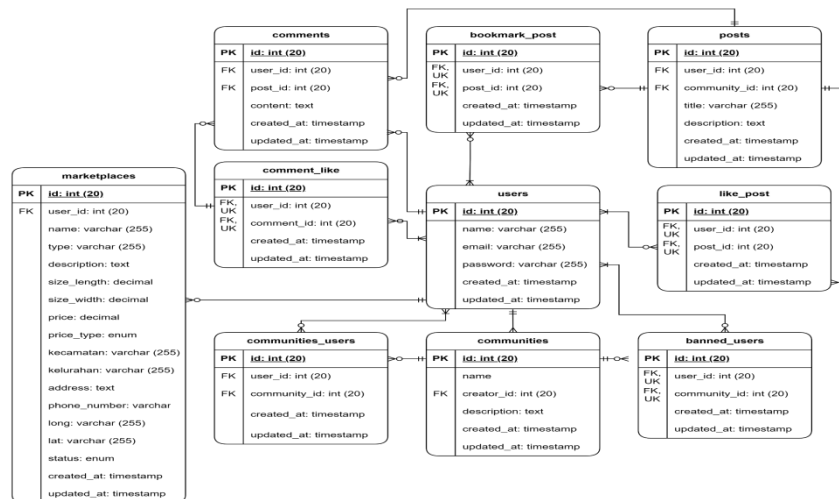 comments
PK id: int (20)
FK user_id: int (20)
FK post_id: int (20)
content: text
created_at: timestamp
updated_at: timestamp
bookmark_post
PK id: int (20)
FK, UK user_id: int (20)
FK, UK post_id: int (20)
created_at: timestamp
updated_at: timestamp
posts
PK id: int (20)
FK user_id: int (20)
FK community_id: int (20)
title: varchar (255)
description: text
created_at: timestamp
updated_at: timestamp
marketplaces
PK id: int (20)
FK user_id: int (20)
name: varchar (255)
type: varchar (255)
description: text
size_length: decimal
size_width: decimal
price: decimal
price_type: enum
kecamatan: varchar (255)
kelurahan: varchar (255)
address: text
phone_number: varchar
long: varchar (255)
lat: varchar (255)
status: enum
created_at: timestamp
updated_at: timestamp
comment_like
PK id: int (20)
FK, UK user_id: int (20)
FK, UK comment_id: int (20)
created_at: timestamp
updated_at: timestamp
users
PK id: int (20)
name: varchar (255)
email: varchar (255)
password: varchar (255)
created_at: timestamp
updated_at: timestamp
like_post
PK id: int (20)
FK, UK user_id: int (20)
FK, UK post_id: int (20)
created_at: timestamp
updated_at: timestamp
communities_users
PK id: int (20)
FK user_id: int (20)
FK community_id: int (20)
created_at: timestamp
updated_at: timestamp
communities
PK id: int (20)
name
FK creator_id: int (20)
description: text
created_at: timestamp
updated_at: timestamp
banned_users
PK id: int (20)
FK, UK user_id: int (20)
FK, UK community_id: int (20)
created_at: timestamp
updated_at: timestamp